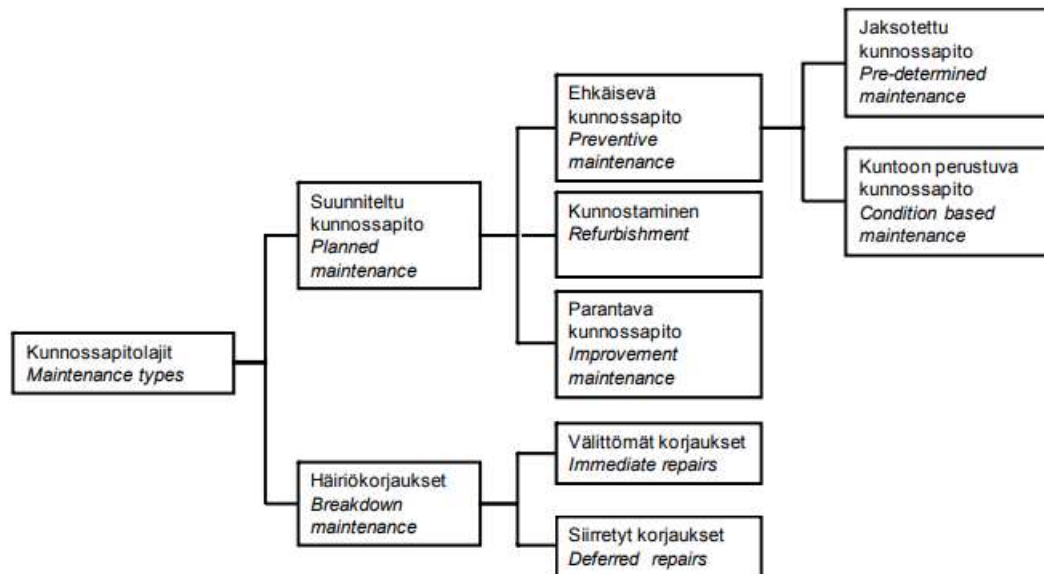 Kunnossapitolajit
Maintenance types
Suunniteltu
kunnossapito
Planned
maintenance
Ehkäisevä
kunnossapito
Preventive
maintenance
Jaksotettu
kunnossapito
Pre-determined
maintenance
Kuntoon perustuva
kunnossapito
Condition based
maintenance
Kunnostaminen
Refurbishment
Parantava
kunnossapito
Improvement
maintenance
Häiriökorjaukset
Breakdown
maintenance
Välittömät korjaukset
Immediate repairs
Siirretyt korjaukset
Deferred repairs